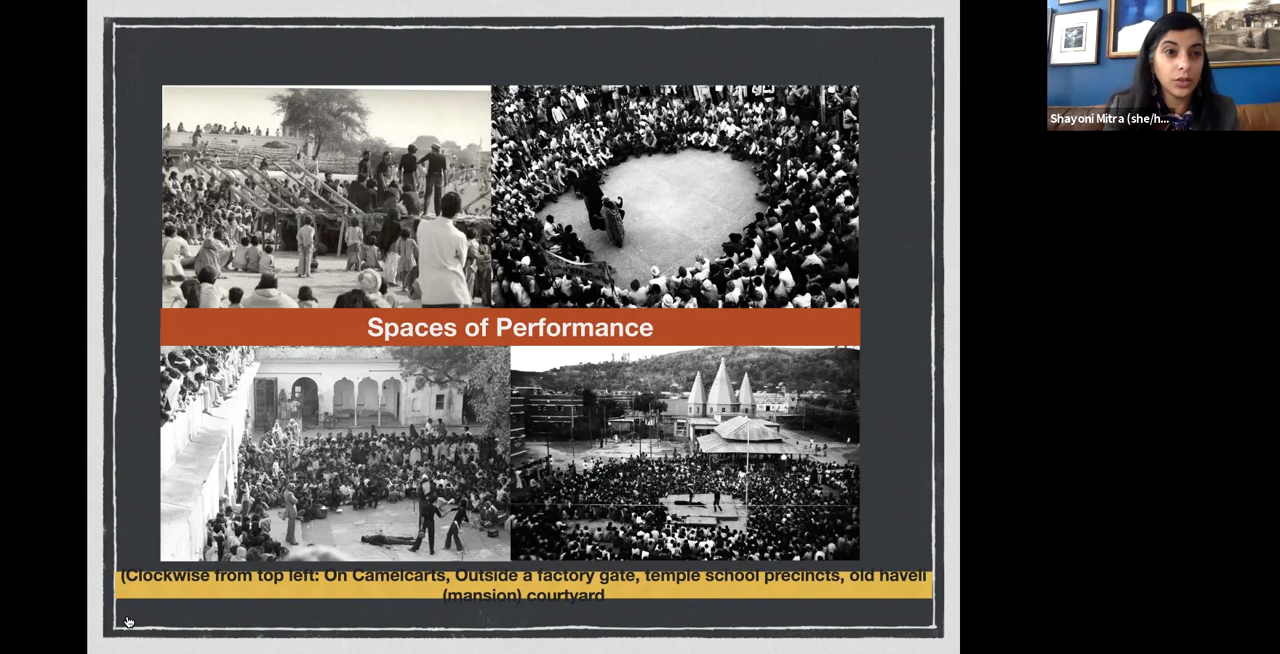 Shayoni Mitra (she/h...
Spaces of Performance
(Clockwise from top left: On Camelcarts, Outside a factory gate, temple school precincts, old haveli
(mansion) courtyard